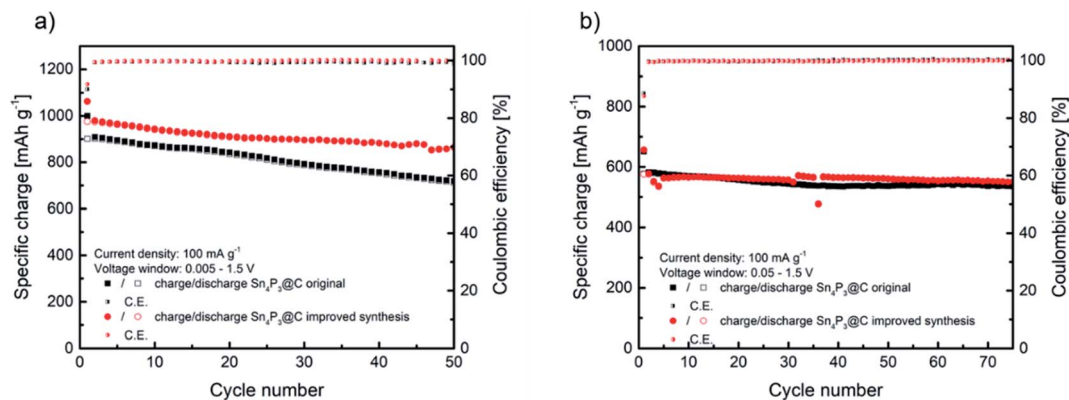 a)
Specific charge [mAh g⁻¹]
1200
1000
800
600
400
200
0
Current density: 100 mA g⁻¹
Voltage window: 0.005 - 1.5 V
■ / □ charge/discharge Sn₄P₃@C original
C.E.
● / ○ charge/discharge Sn₄P₃@C improved synthesis
C.E.
0 10 20 30 40 50
Cycle number
100
80
60
40
20
0
Coulombic efficiency [%]
b)
Specific charge [mAh g⁻¹]
1000
800
600
400
200
0
Current density: 100 mA g⁻¹
Voltage window: 0.05 - 1.5 V
■ / □ charge/discharge Sn₄P₃@C original
C.E.
● / ○ charge/discharge Sn₄P₃@C improved synthesis
C.E.
0 10 20 30 40 50 60 70
Cycle number
100
80
60
40
20
0
Coulombic efficiency [%]